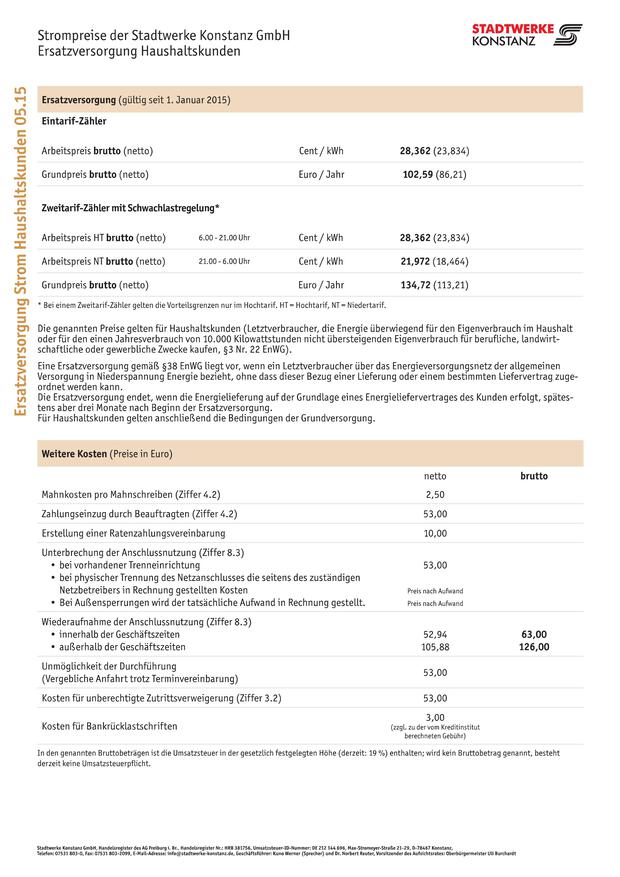 Strompreise der Stadtwerke Konstanz GmbH
Ersatzversorgung Haushaltskunden
STADTWERKE
KONSTANZ
Ersatzversorgung Strom Haushaltskunden 05.15
Ersatzversorgung (gültig seit 1. Januar 2015)
Eintarif-Zähler
Arbeitspreis brutto (netto) Cent / kWh 28,362 (23,834)
Grundpreis brutto (netto) Euro / Jahr 102,59 (86,21)
Zweitarif-Zähler mit Schwachlastregelung*
Arbeitspreis HT brutto (netto) 6.00 - 21.00 Uhr Cent / kWh 28,362 (23,834)
Arbeitspreis NT brutto (netto) 21.00 - 6.00 Uhr Cent / kWh 21,972 (18,464)
Grundpreis brutto (netto) Euro / Jahr 134,72 (113,21)
* Bei einem Zweitarif-Zähler gelten die Vorteilsgrenzen nur im Hochtarif. HT = Hochtarif, NT = Niedertarif.
Die genannten Preise gelten für Haushaltskunden (Letztverbraucher, die Energie überwiegend für den Eigenverbrauch im Haushalt
oder für den einen Jahresverbrauch von 10.000 Kilowattstunden nicht übersteigenden Eigenverbrauch für berufliche, landwirt-
schaftliche oder gewerbliche Zwecke kaufen, §3 Nr. 22 EnWG).
Eine Ersatzversorgung gemäß §38 EnWG liegt vor, wenn ein Letztverbraucher über das Energieversorgungsnetz der allgemeinen
Versorgung in Niederspannung Energie bezieht, ohne dass dieser Bezug einer Lieferung oder einem bestimmten Liefervertrag zuge-
ordnet werden kann.
Die Ersatzversorgung endet, wenn die Energielieferung auf der Grundlage eines Energieliefervertrages des Kunden erfolgt, spätes-
tens aber drei Monate nach Beginn der Ersatzversorgung.
Für Haushaltskunden gelten anschließend die Bedingungen der Grundversorgung.
Weitere Kosten (Preise in Euro)
netto brutto
Mahnkosten pro Mahnschreiben (Ziffer 4.2) 2,50
Zahlungseinzug durch Beauftragten (Ziffer 4.2) 53,00
Erstellung einer Ratenzahlungsvereinbarung 10,00
Unterbrechung der Anschlussnutzung (Ziffer 8.3)
• bei vorhandener Trenneinrichtung 53,00
• bei physischer Trennung des Netzanschlusses die seitens des zuständigen
Netzbetreibers in Rechnung gestellten Kosten Preis nach Aufwand
• Bei Außensperrungen wird der tatsächliche Aufwand in Rechnung gestellt. Preis nach Aufwand
Wiederaufnahme der Anschlussnutzung (Ziffer 8.3)
• innerhalb der Geschäftszeiten 52,94 63,00
• außerhalb der Geschäftszeiten 105,88 126,00
Unmöglichkeit der Durchführung
(Vergebliche Anfahrt trotz Terminvereinbarung) 53,00
Kosten für unberechtigte Zutrittsverweigerung (Ziffer 3.2) 53,00
Kosten für Bankrücklastschriften 3,00
(zzgl. zu der vom Kreditinstitut
berechneten Gebühr)
In den genannten Bruttobeträgen ist die Umsatzsteuer in der gesetzlich festgelegten Höhe (derzeit: 19 %) enthalten; wird kein Bruttobetrag genannt, besteht
derzeit keine Umsatzsteuerpflicht.
Stadtwerke Konstanz GmbH, Handelsregister des AG Freiburg i. Br., Handelsregister Nr.: HRB 381756, Umsatzsteuer-ID-Nummer: DE 212 344 696, Max-Stromeyer-Straße 21-29, D-78467 Konstanz,
Telefon: 07531 803-0, Fax: 07531 803-2099, E-Mail-Adresse: info@stadtwerke-konstanz.de, Geschäftsführer: Kuno Werner (Sprecher) und Dr. Norbert Reuter, Vorsitzender des Aufsichtsrates: Oberbürgermeister Uli Burchardt